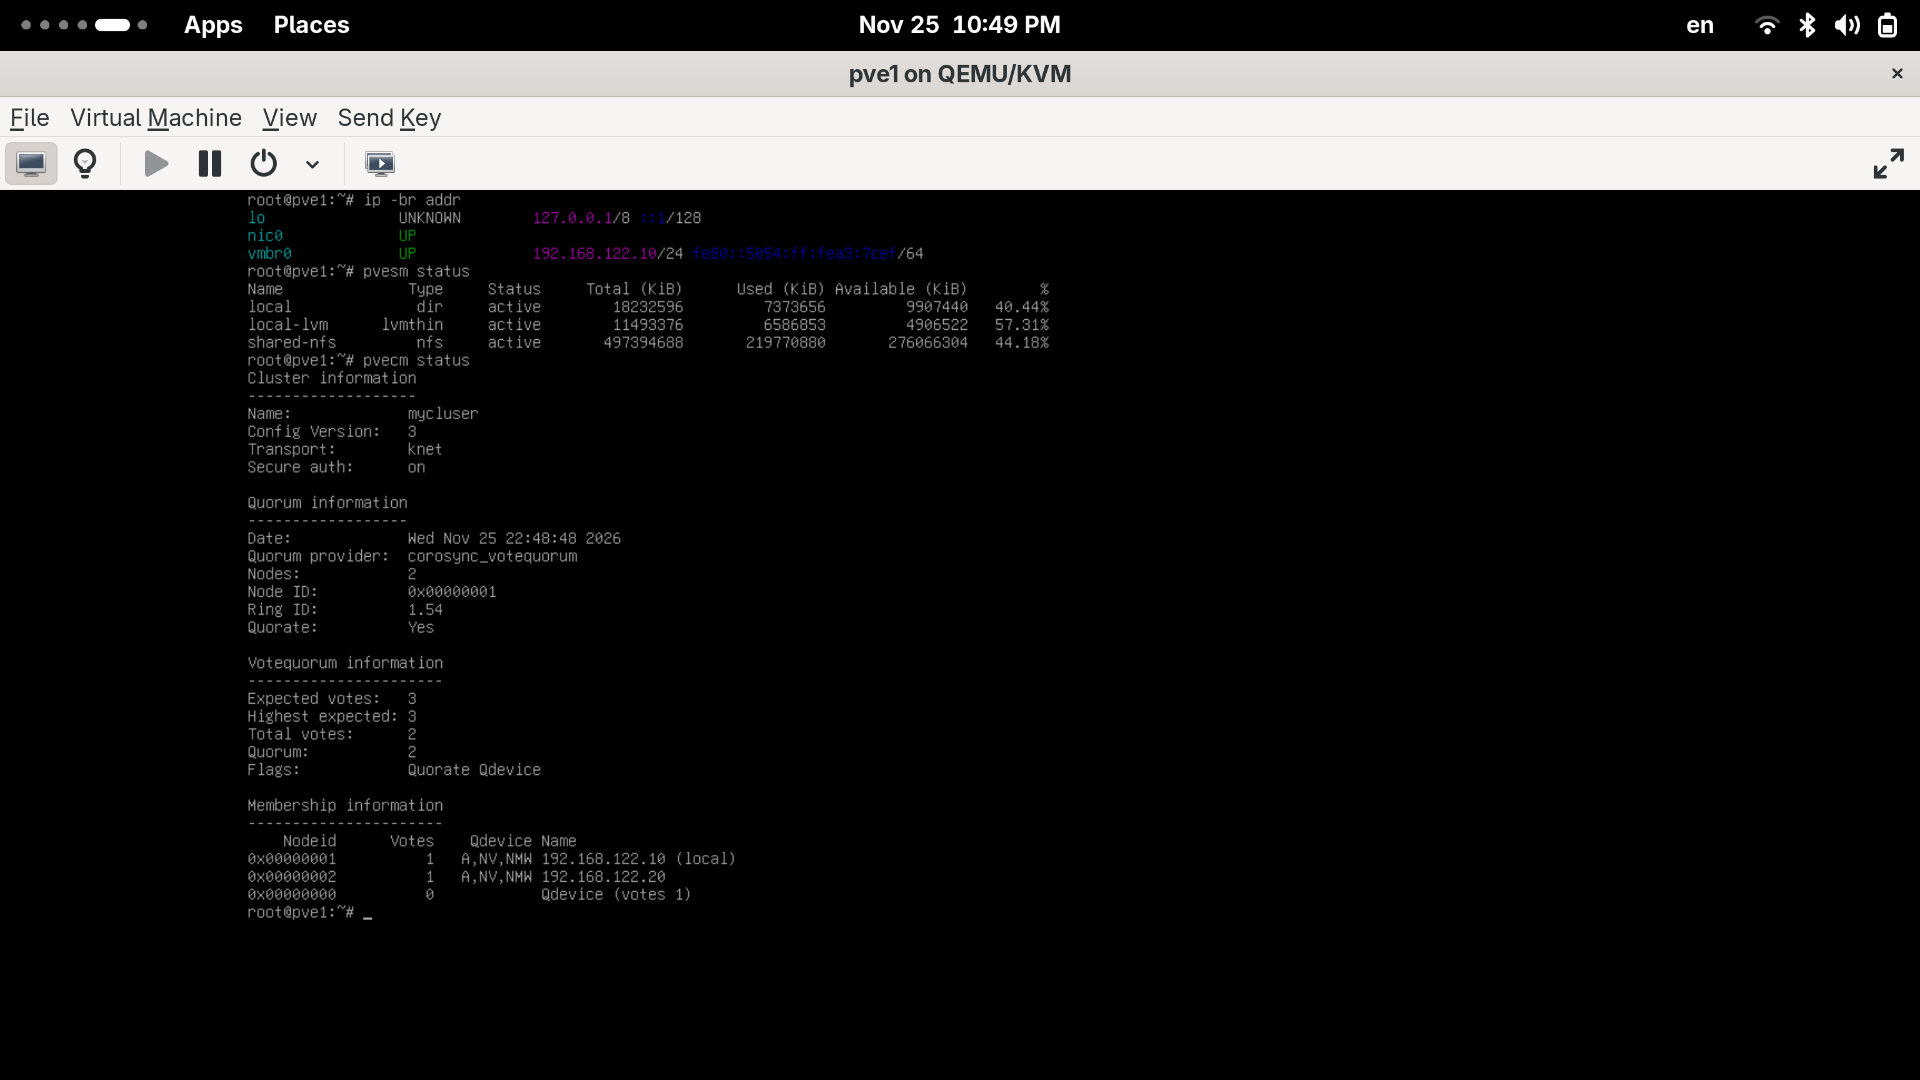 Apps Places Nov 25 10:49 PM en
pve1 on QEMU/KVM ×
File Virtual Machine View Send Key
root@pve1:~# ip -br addr
lo UNKNOWN 127.0.0.1/8 ::1/128
nic0 UP
vmbr0 UP 192.168.122.10/24 fe80::5054:ff:fea3:7cef/64
root@pve1:~# pvesm status
Name Type Status Total (KiB) Used (KiB) Available (KiB) %
local dir active 18232596 7373656 9907440 40.44%
local-lvm lvmthin active 11493376 6586853 4906522 57.31%
shared-nfs nfs active 497394688 219770880 276066304 44.18%
root@pve1:~# pvecm status
Cluster information
-------------------
Name: mycluser
Config Version: 3
Transport: knet
Secure auth: on
Quorum information
------------------
Date: Wed Nov 25 22:48:48 2026
Quorum provider: corosync_votequorum
Nodes: 2
Node ID: 0x00000001
Ring ID: 1.54
Quorate: Yes
Votequorum information
----------------------
Expected votes: 3
Highest expected: 3
Total votes: 2
Quorum: 2
Flags: Quorate Qdevice
Membership information
----------------------
Nodeid Votes Qdevice Name
0x00000001 1 A,NV,NMW 192.168.122.10 (local)
0x00000002 1 A,NV,NMW 192.168.122.20
0x00000000 0 Qdevice (votes 1)
root@pve1:~# _